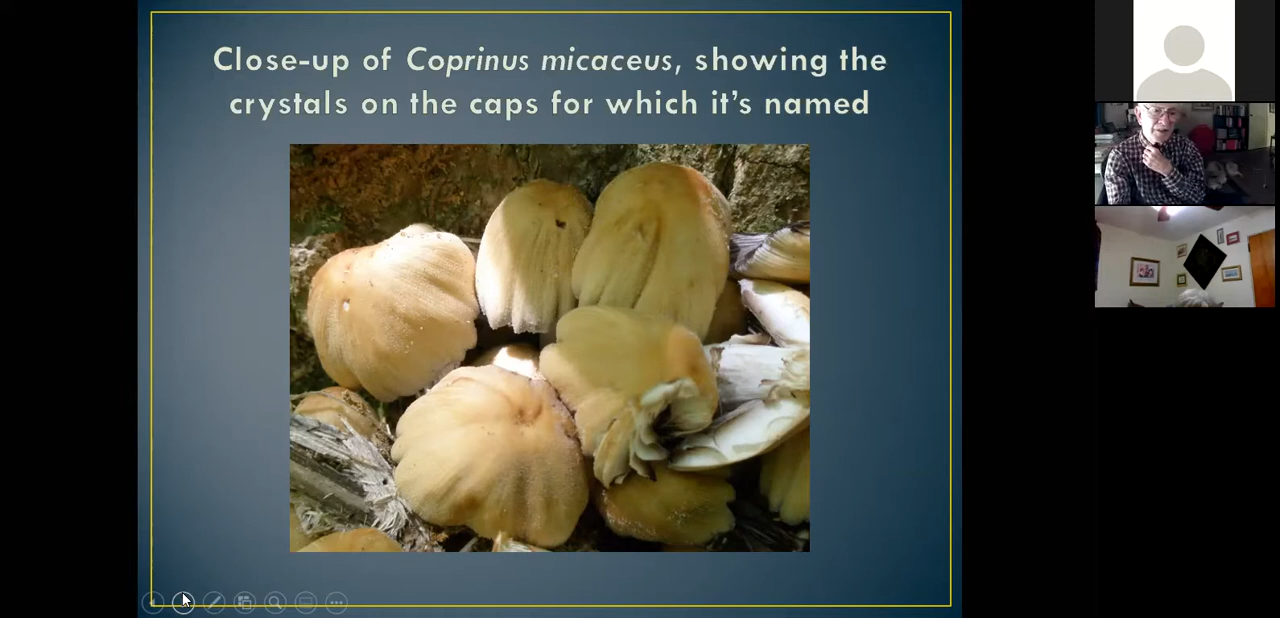 Close-up of Coprinus micaceus, showing the
crystals on the caps for which it’s named